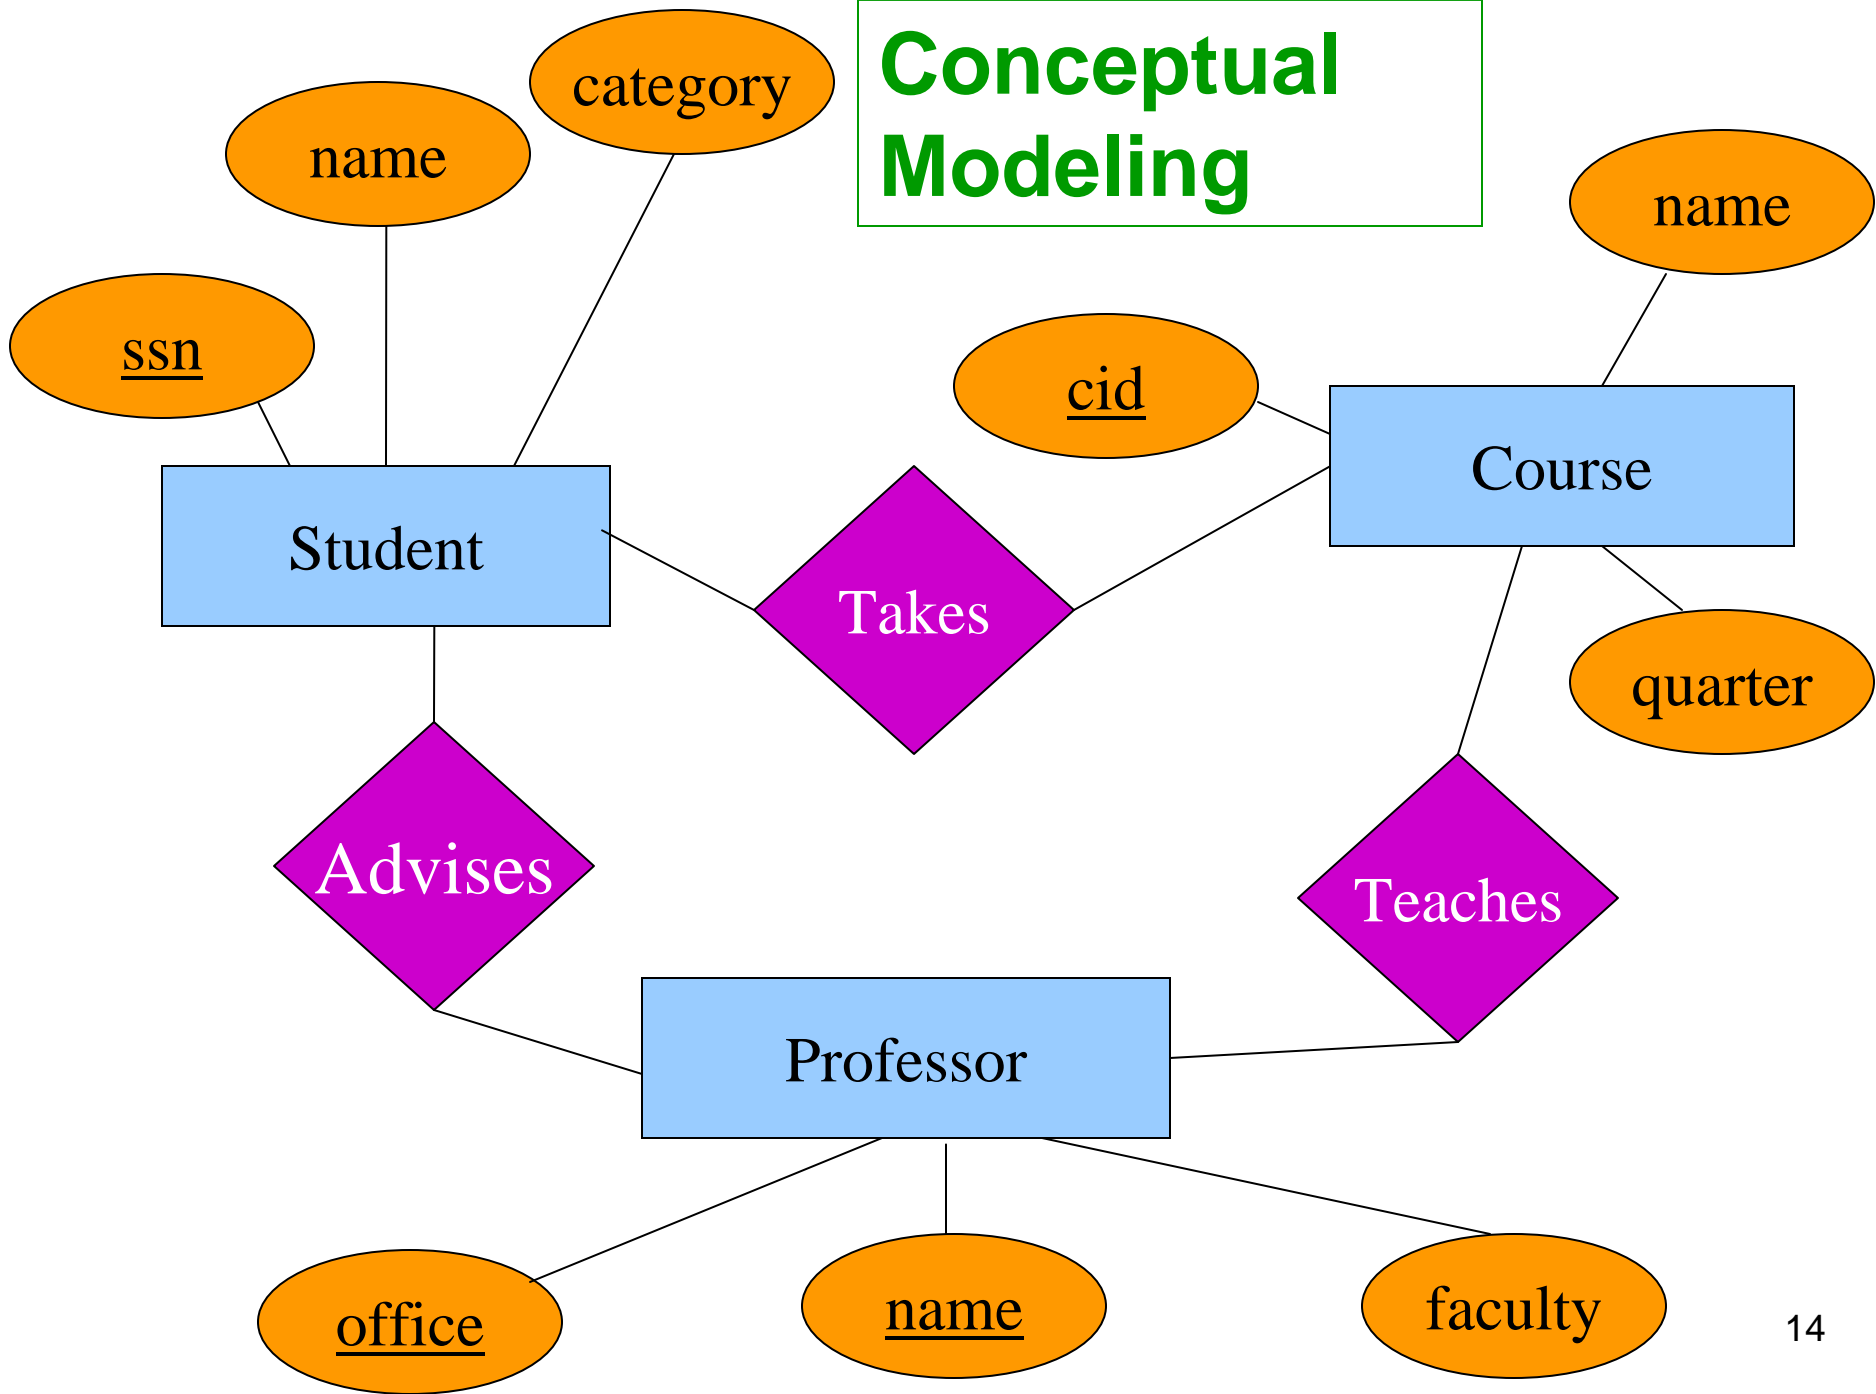 Conceptual
Modeling
category
name
ssn
name
cid
Course
Student
Takes
quarter
Advises
Teaches
Professor
office
name
faculty
14